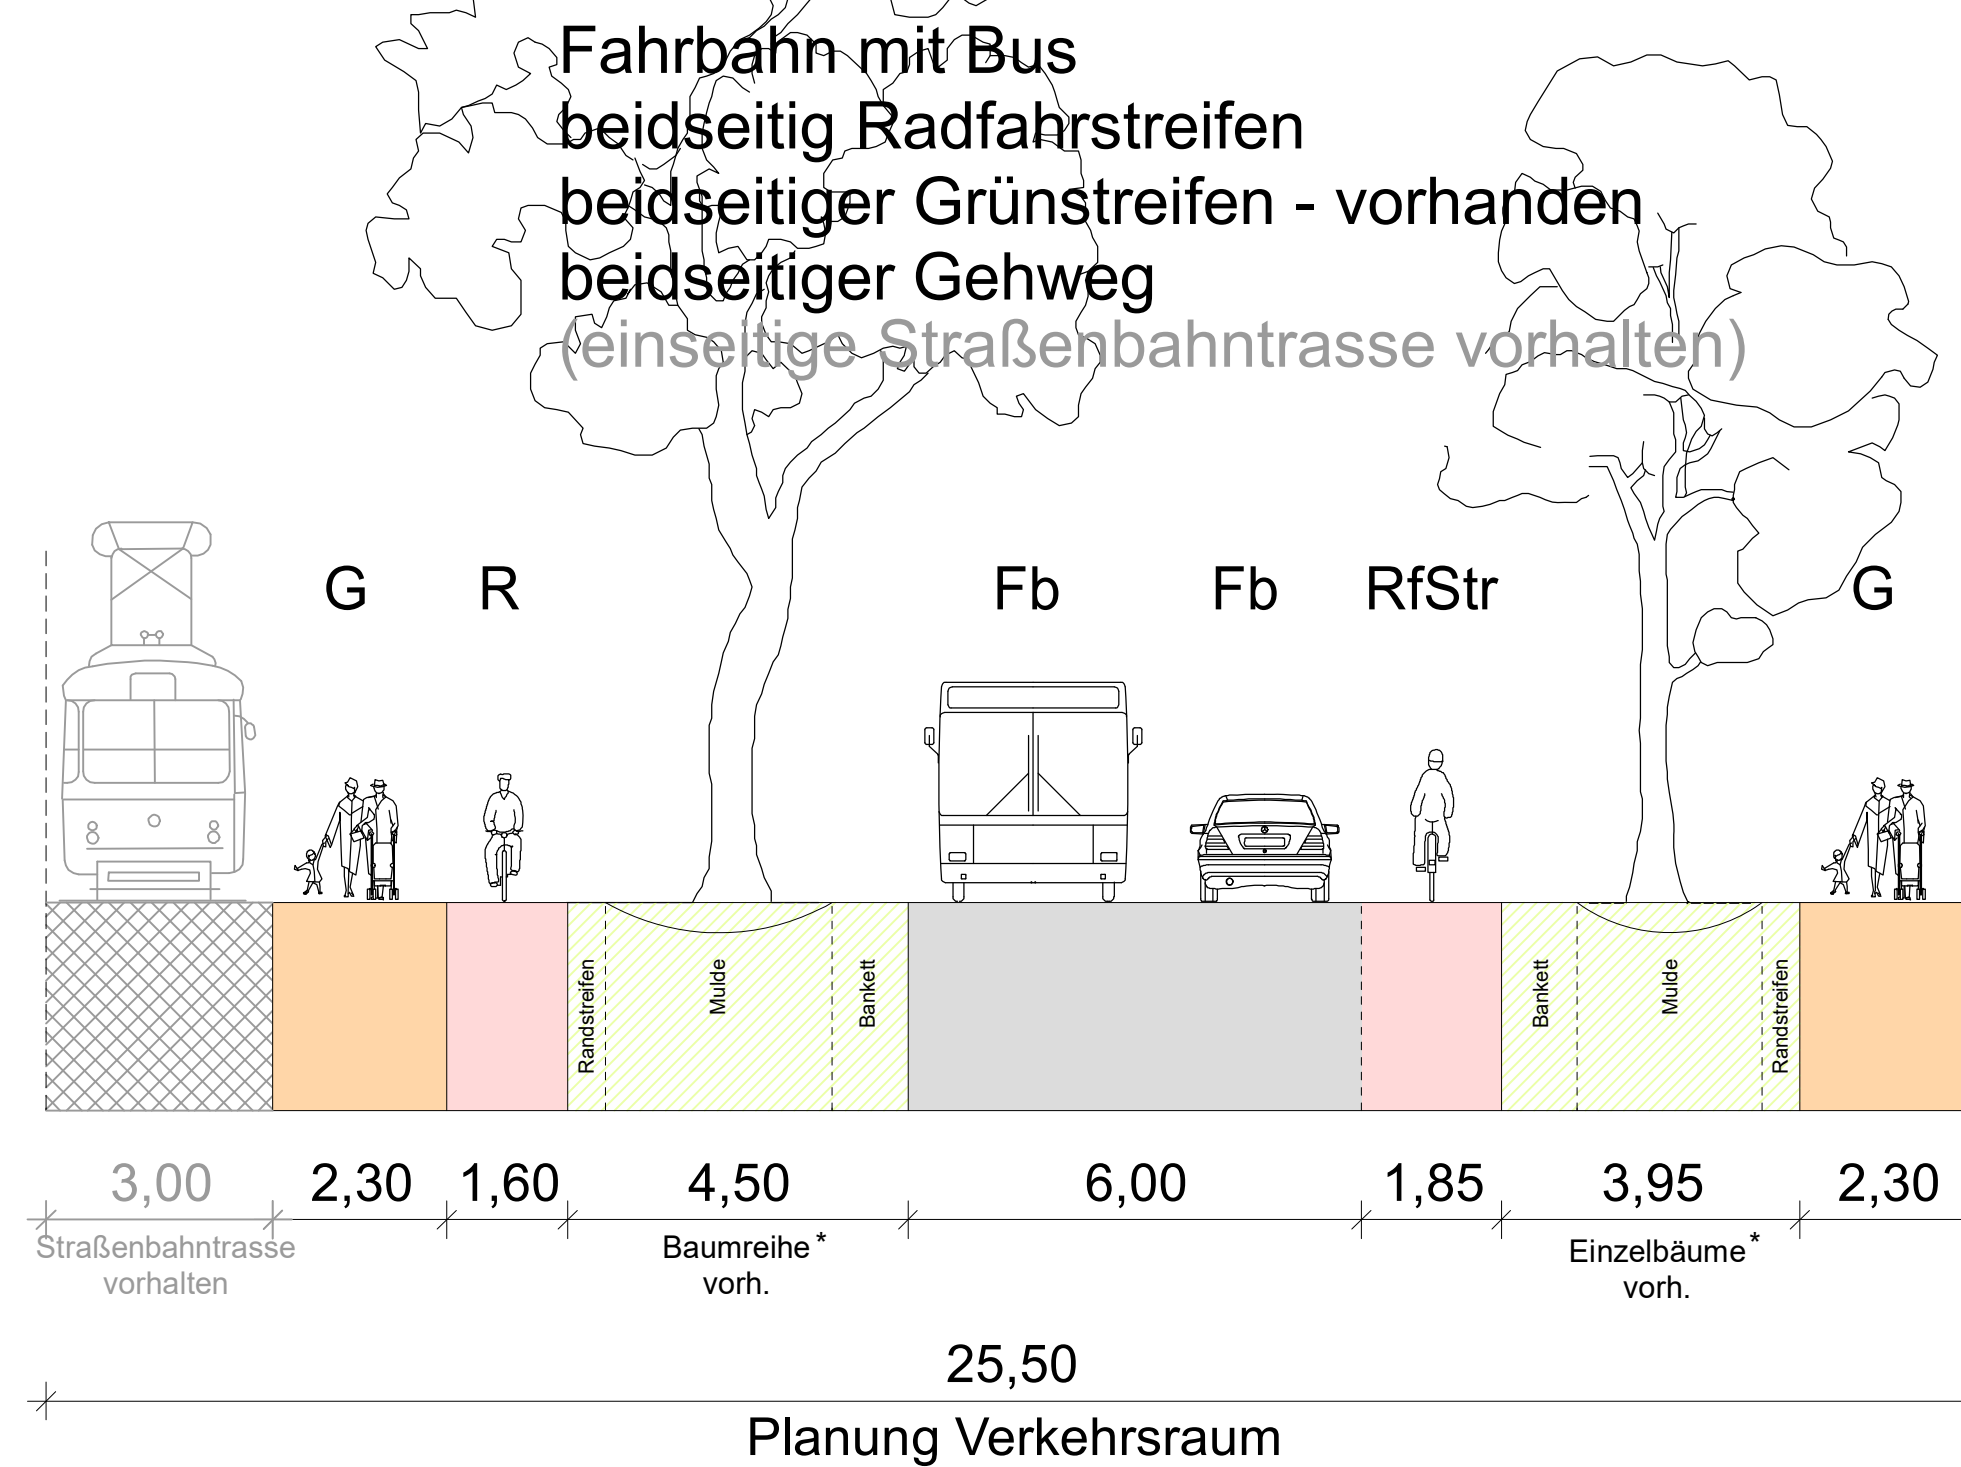 Fahrbahn mit Bus
beidseitig Radfahrstreifen
beidseitiger Grünstreifen - vorhanden
beidseitiger Gehweg
(einseitige Straßenbahntrasse vorhalten)
G R Fb Fb RfStr G
Randstreifen Mulde Bankett Bankett Mulde Randstreifen
3,00 2,30 1,60 4,50 6,00 1,85 3,95 2,30
Straßenbahntrasse
vorhalten
Baumreihe*
vorh.
Einzelbäume*
vorh.
25,50
Planung Verkehrsraum